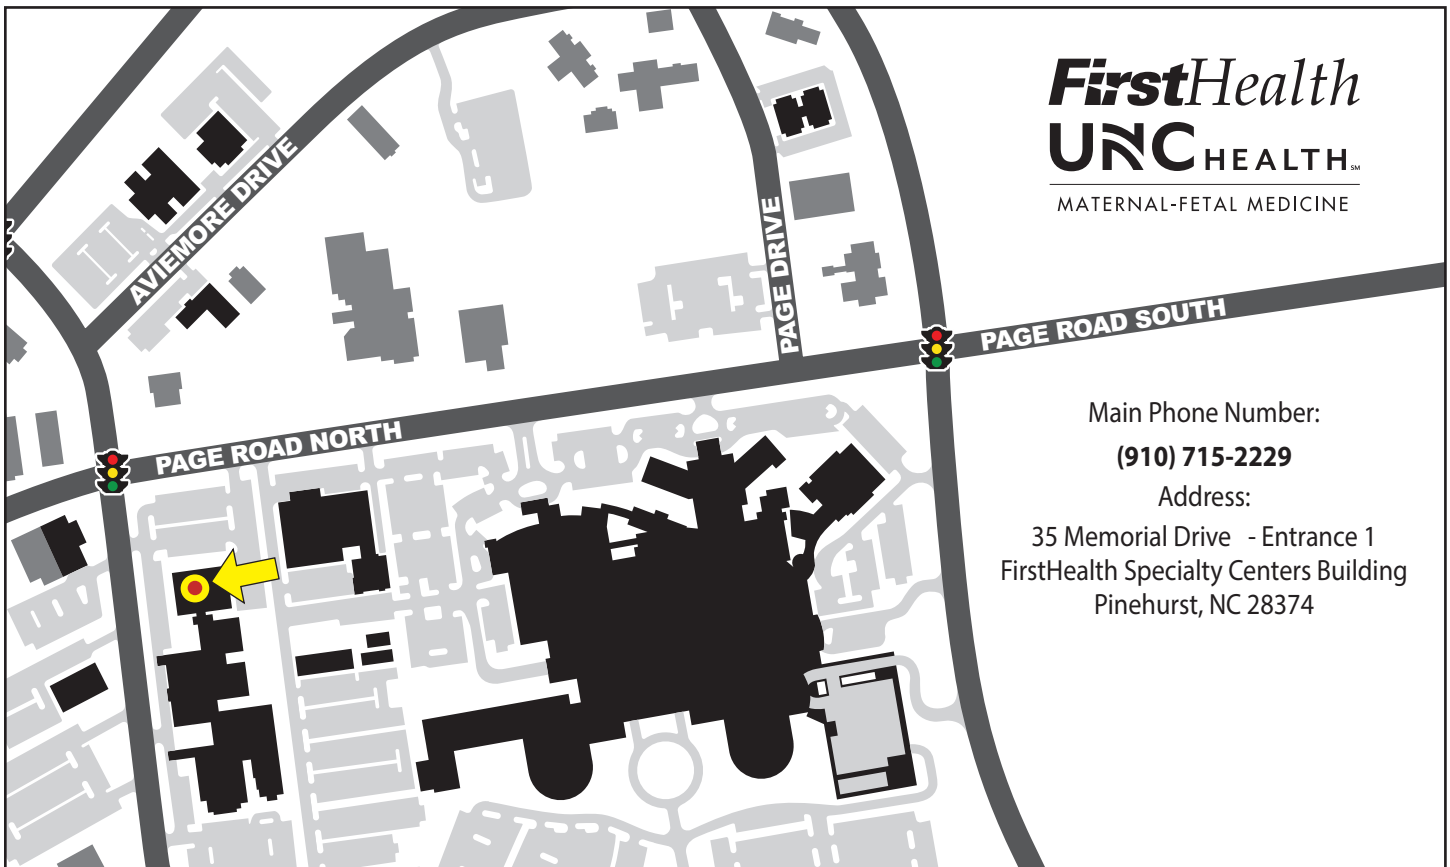 FirstHealth
UNC HEALTH℠
MATERNAL-FETAL MEDICINE
AVIEMORE DRIVE
PAGE DRIVE
PAGE ROAD SOUTH
PAGE ROAD NORTH
Main Phone Number:
(910) 715-2229
Address:
35 Memorial Drive - Entrance 1
FirstHealth Specialty Centers Building
Pinehurst, NC 28374